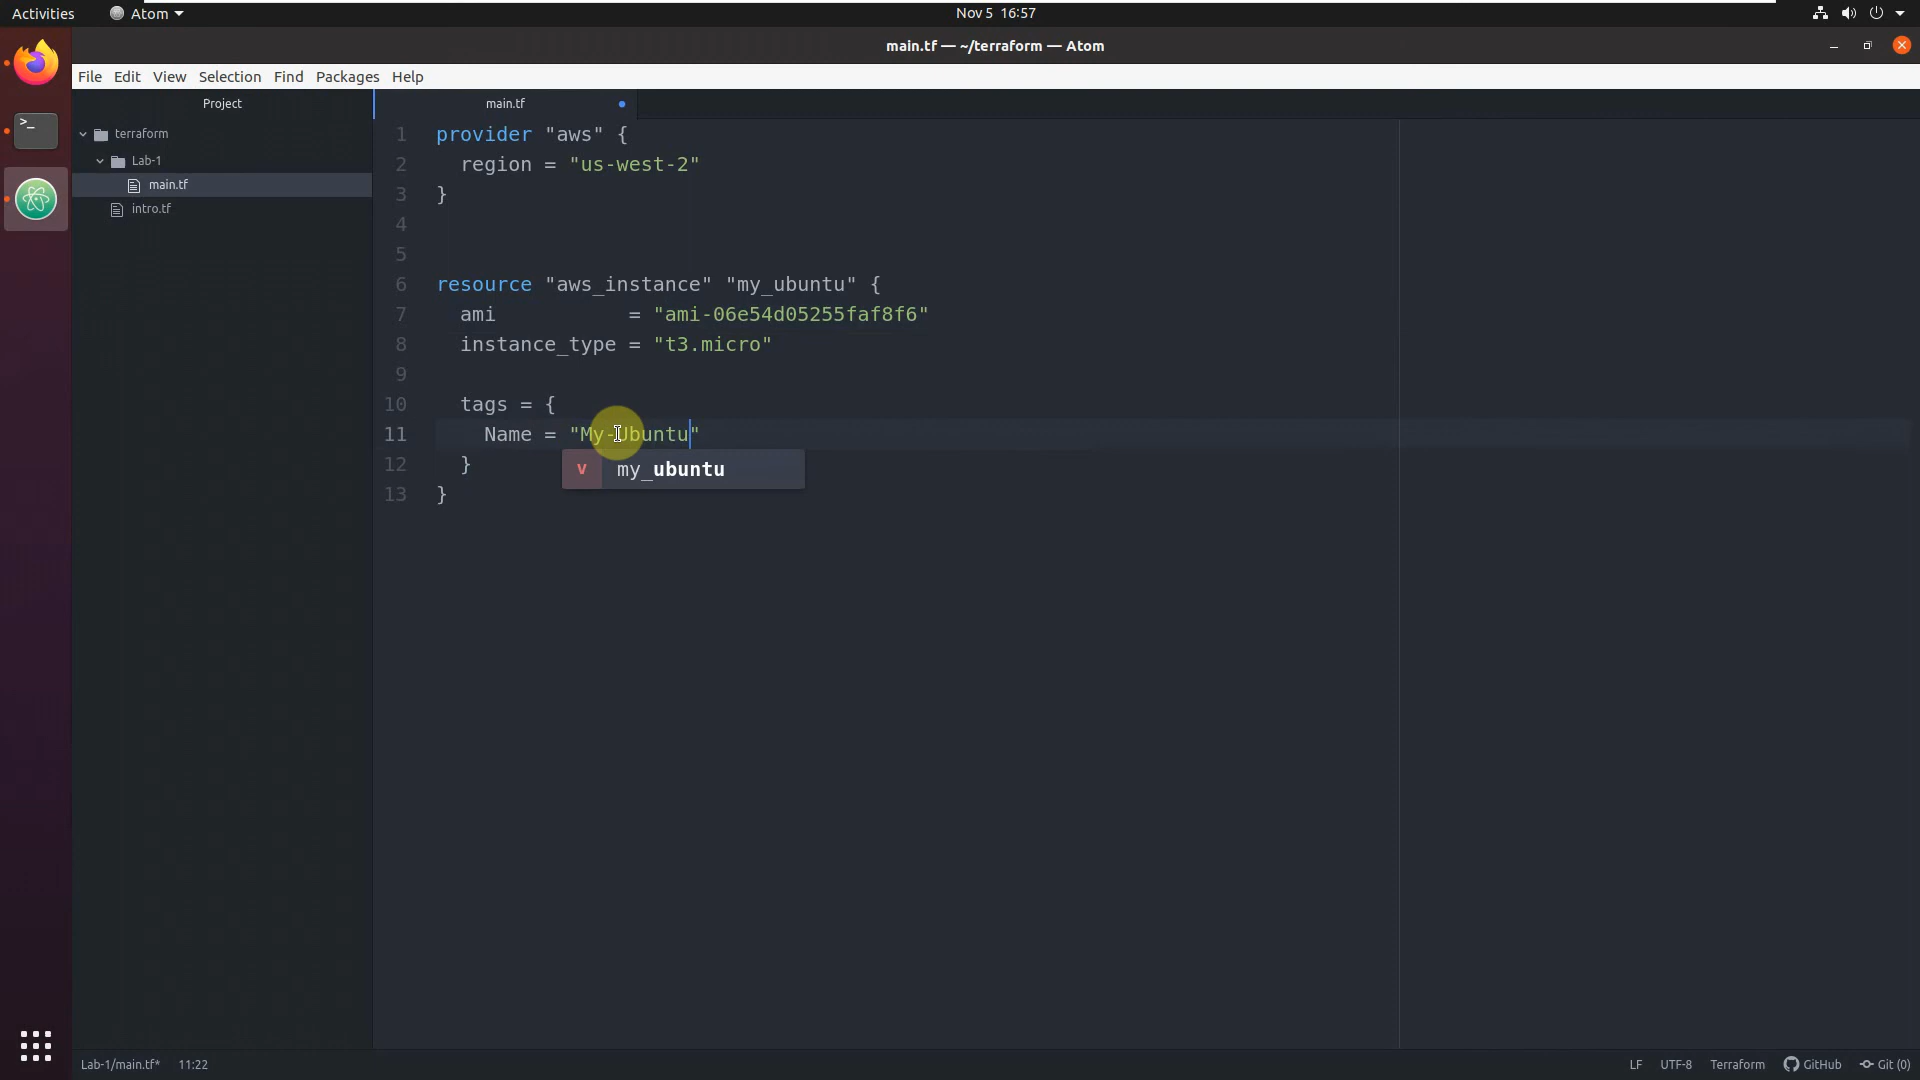 Activities
Atom
Nov 5 16:57
main.tf — ~/terraform — Atom
File Edit View Selection Find Packages Help
Project
main.tf
terraform
Lab-1
main.tf
intro.tf
1 provider "aws" {
2 region = "us-west-2"
3 }
4
5
6 resource "aws_instance" "my_ubuntu" {
7 ami = "ami-06e54d05255faf8f6"
8 instance_type = "t3.micro"
9
10 tags = {
11 Name = "My-Ubuntu"
v my_ubuntu
12 }
13 }
Lab-1/main.tf* 11:22
LF UTF-8 Terraform GitHub Git (0)